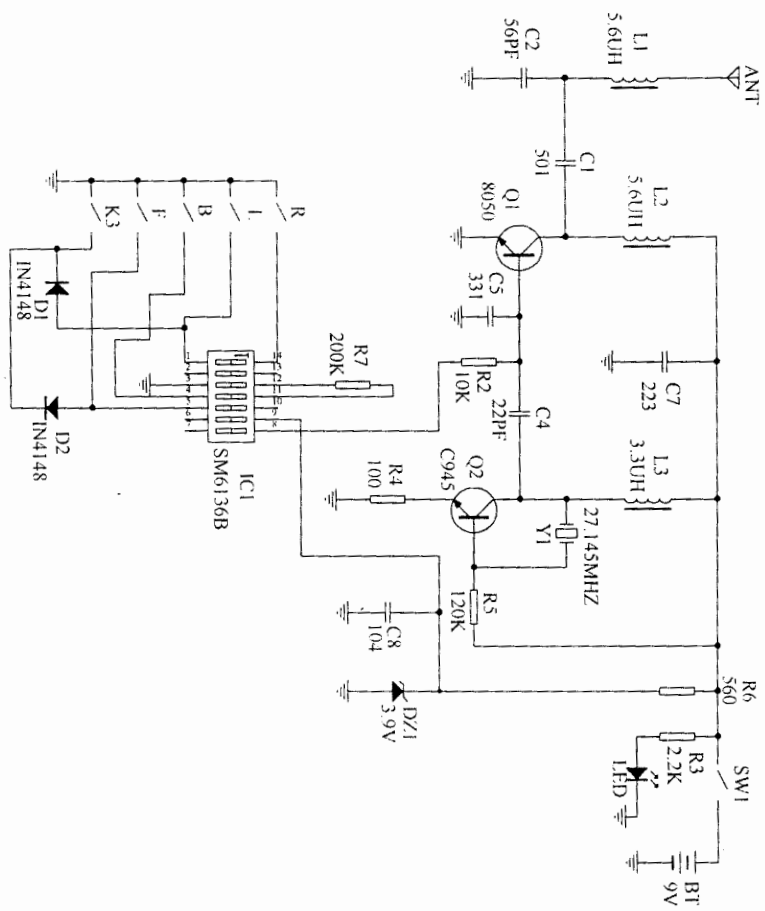 ANT
L1
5.6UH
C2
56PF
C1
501
L2
5.6UH
Q1
8050
C5
331
C7
223
R2
10K
C4
22PF
L3
3.3UH
Q2
C945
R4
100
27.145MHZ
Y1
R5
120K
R7
200K
R
L
B
F
K3
D1
IN4148
D2
IN4148
IC1
SM6136B
C8
104
DZ1
3.9V
R6
560
R3
2.2K
LED
SW1
BT
9V